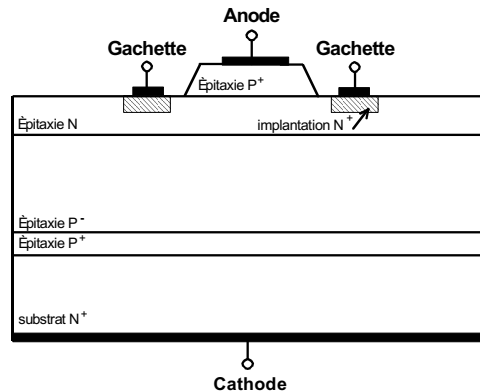 Anode
Gachette Gachette
Èpitaxie P+
Èpitaxie N
implantation N+
Èpitaxie P-
Èpitaxie P+
substrat N+
Cathode